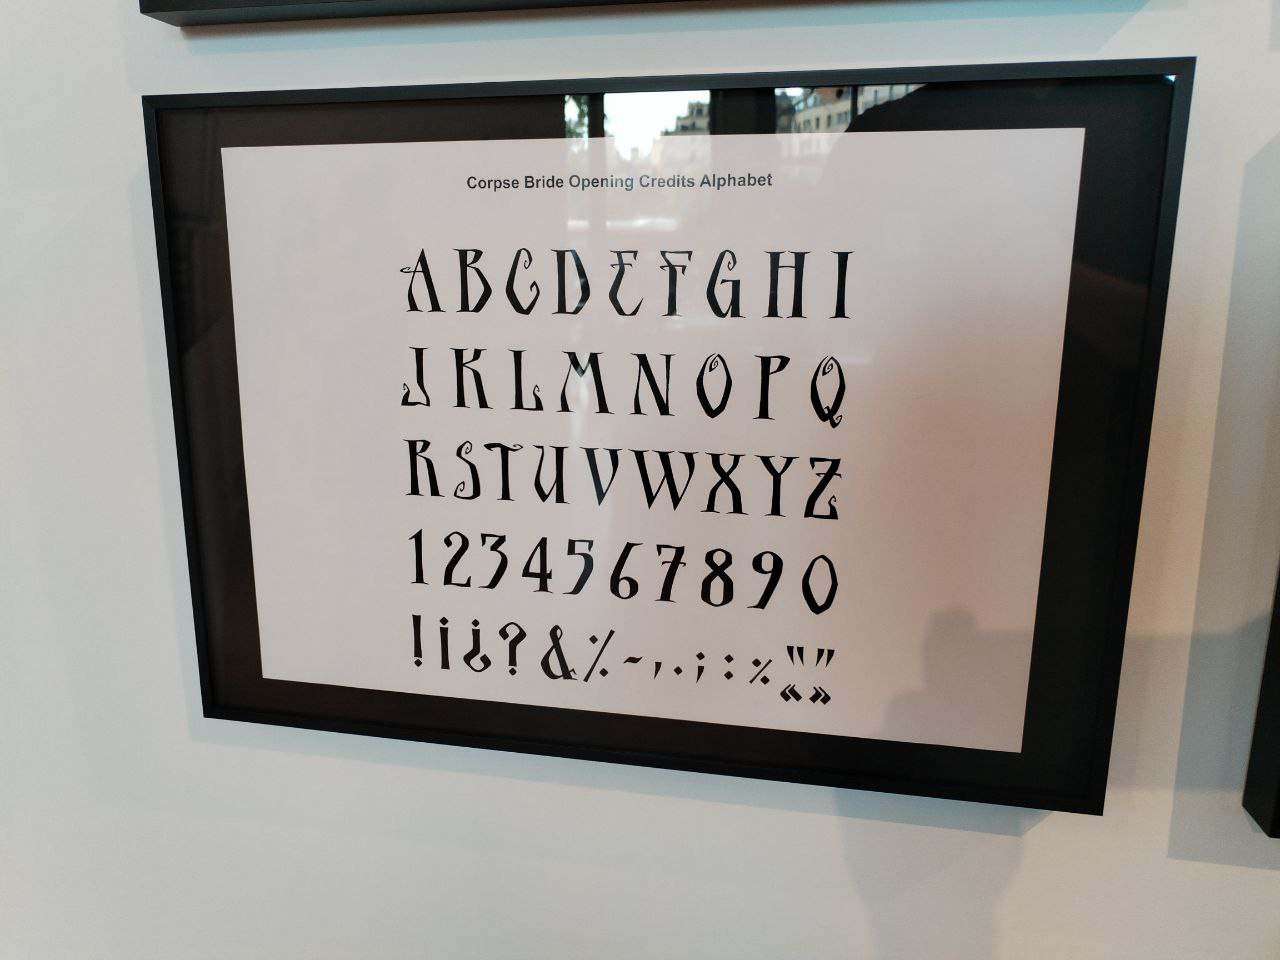 Corpse Bride Opening Credits Alphabet
ABCDEFGHI
JKLMNOPQ
RSTUVWXYZ
1234567890
!¡¿?&⁒~,.;:٪“”
«»